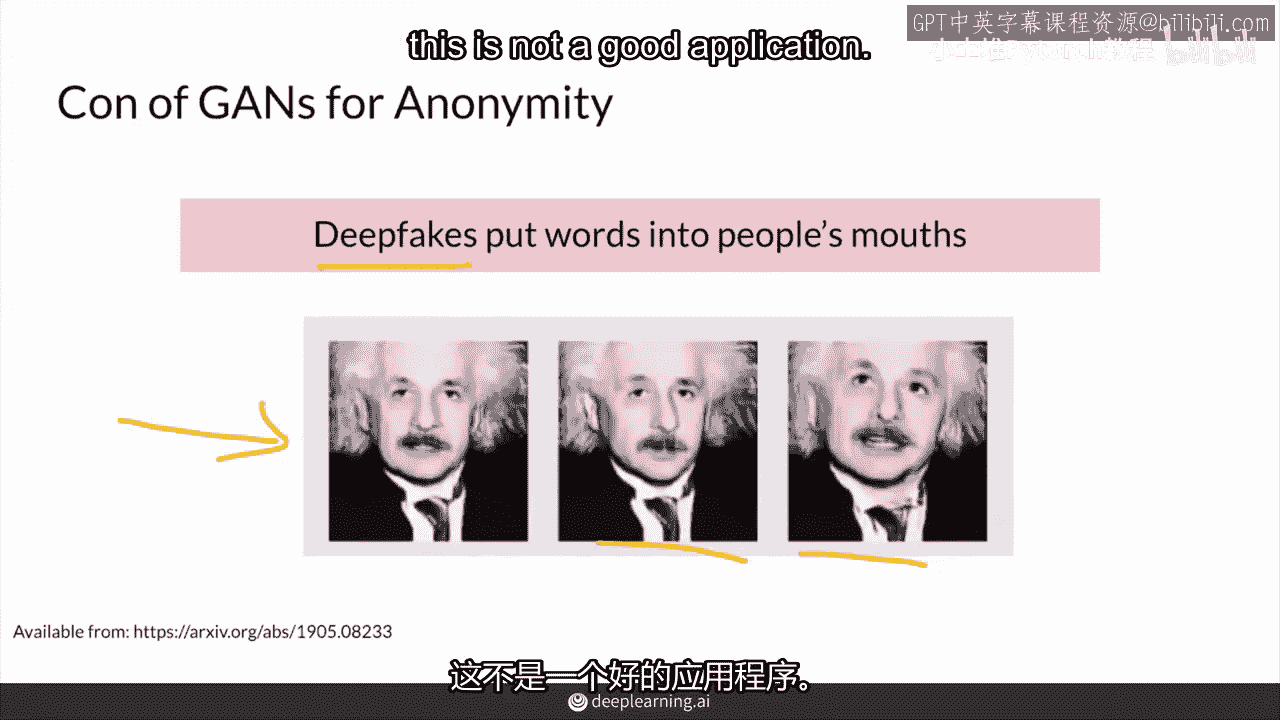 GPT中英字幕课程资源@bilibili.com
this is not a good application.
bilibili
Con of GANs for Anonymity
Deepfakes put words into people's mouths
Available from: https://arxiv.org/abs/1905.08233
这不是一个好的应用程序。
deeplearning.ai